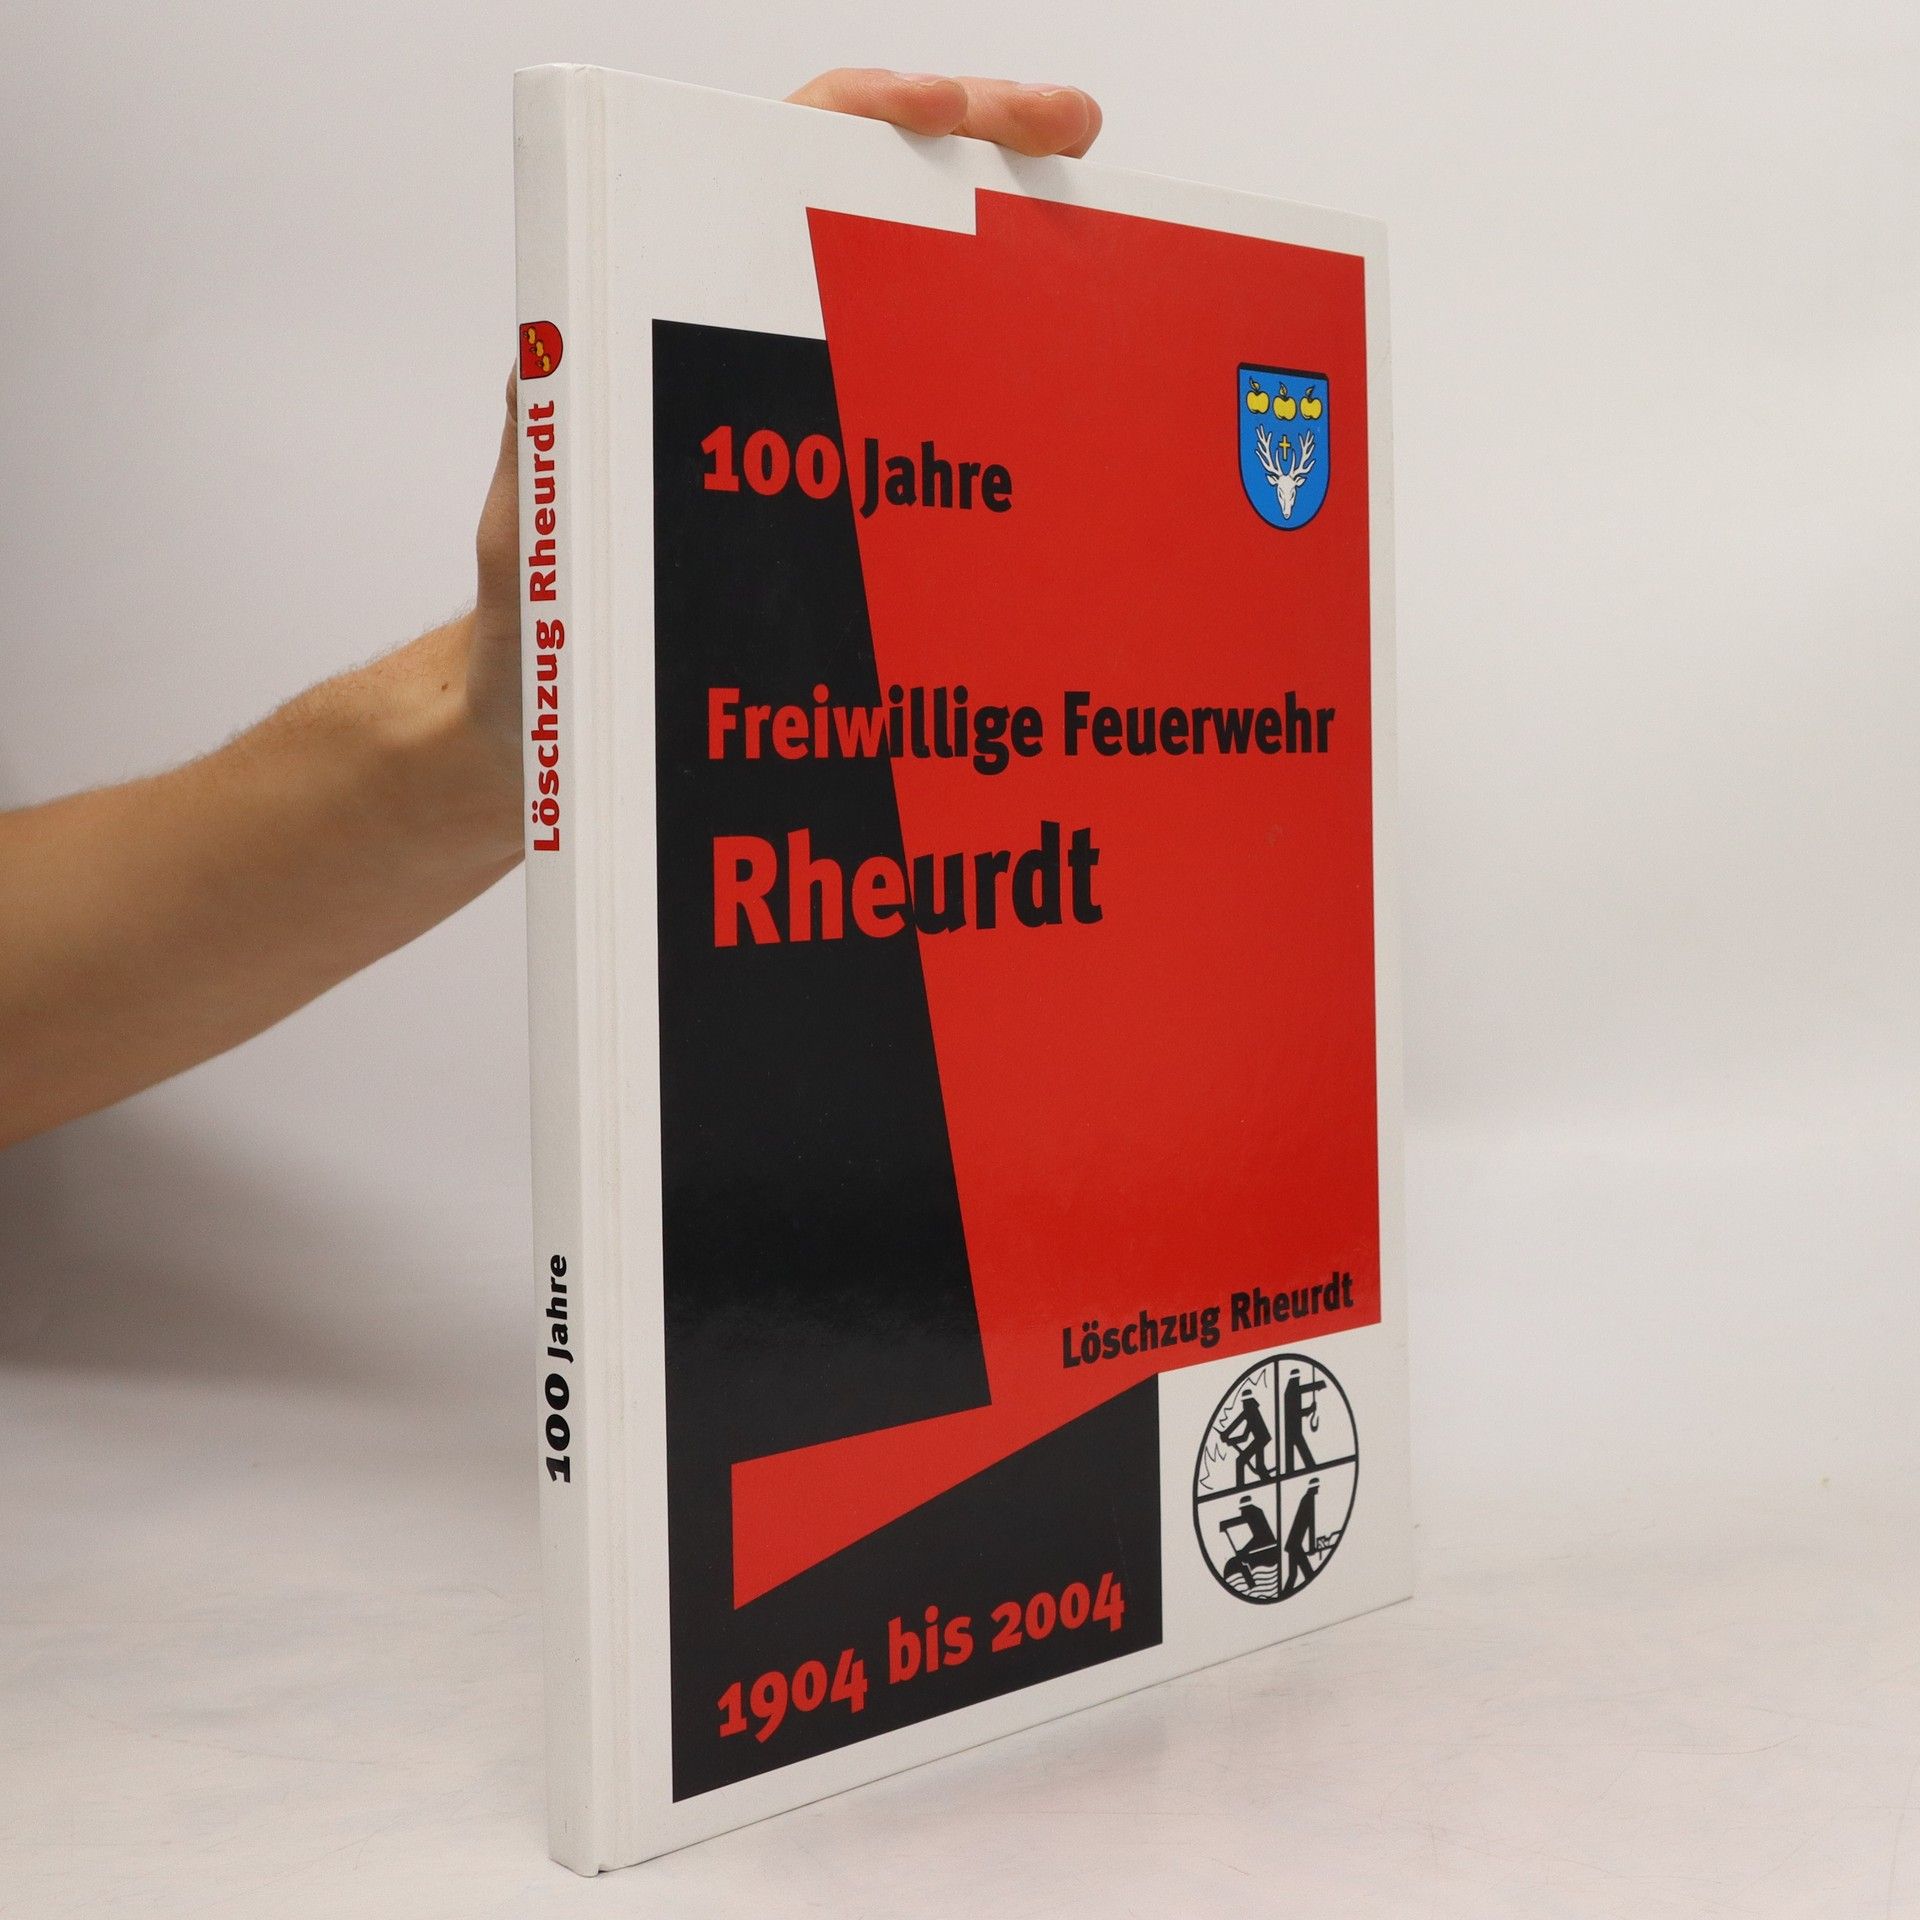 100 Jahre
Löschzug Rheurdt
100 Jahre
Freiwillige Feuerwehr
Rheurdt
Löschzug Rheurdt
1904 bis 2004